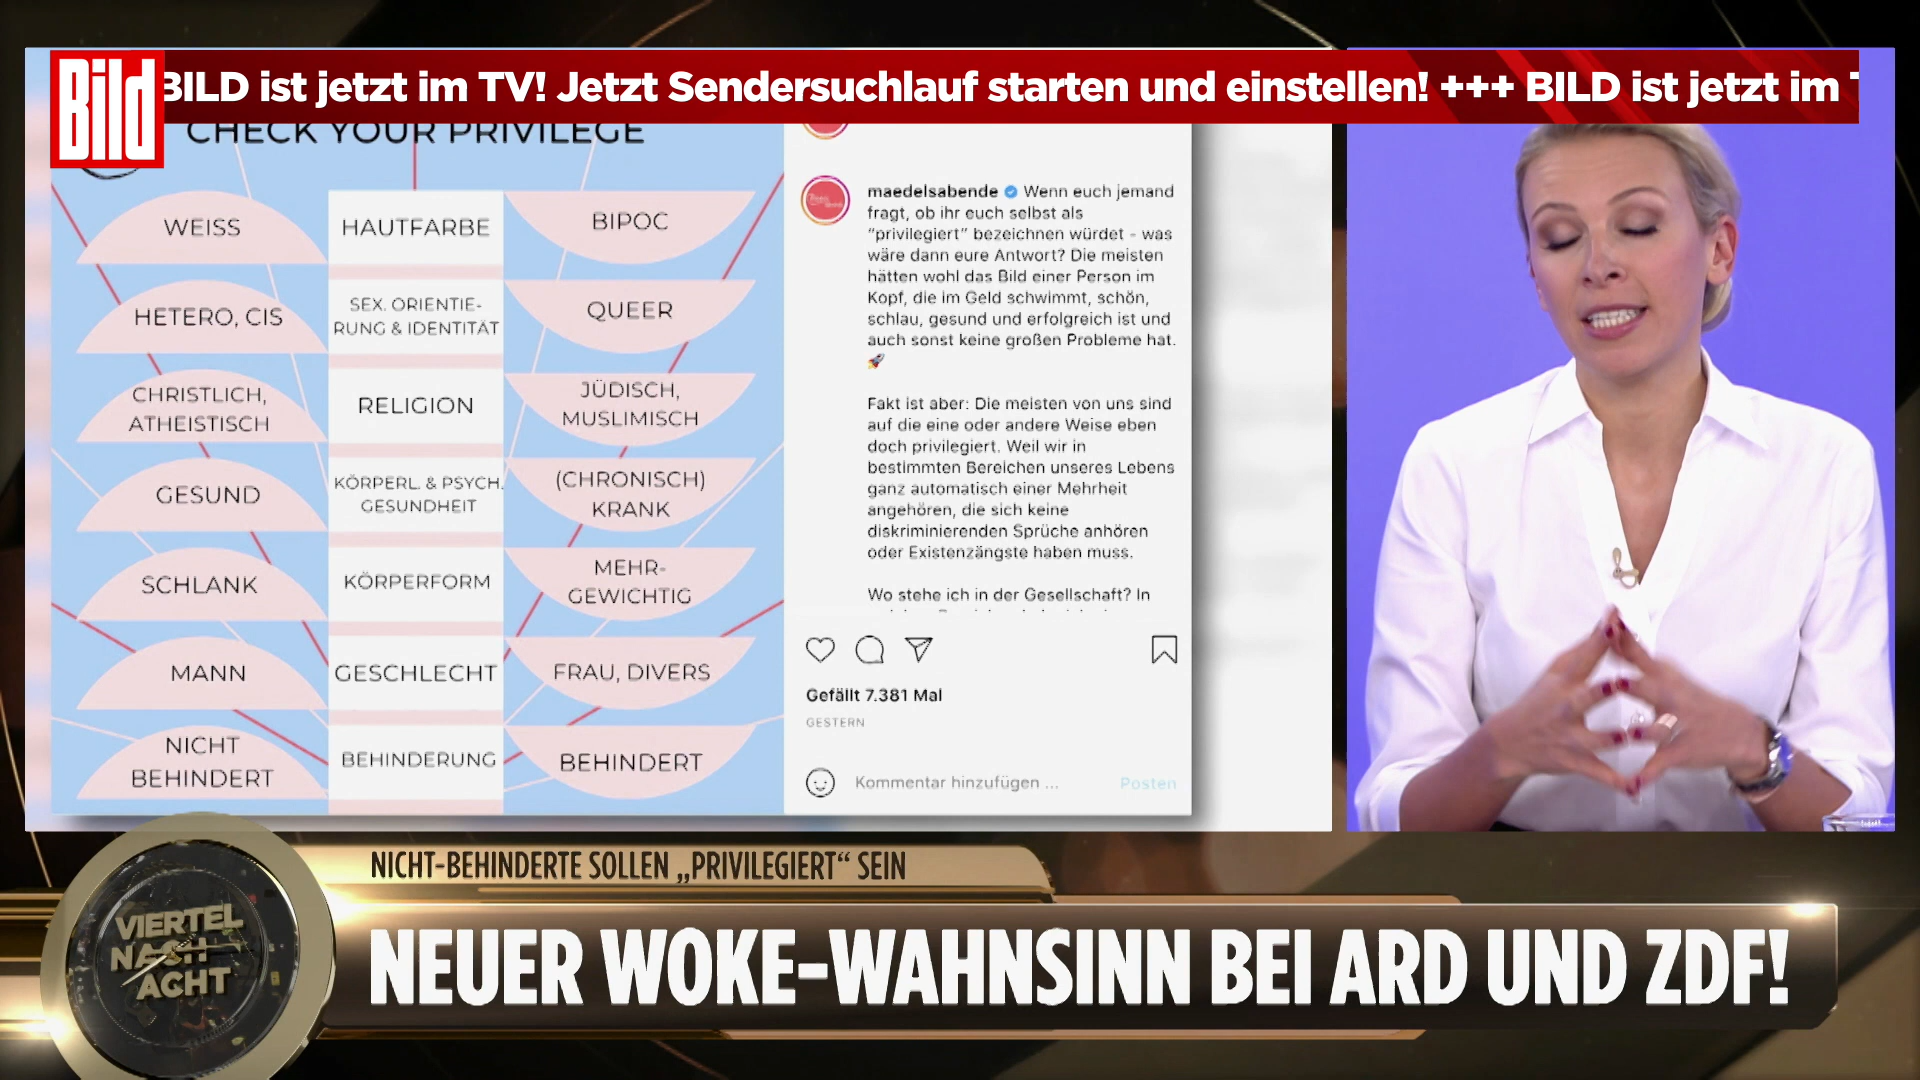 Bild
BILD ist jetzt im TV! Jetzt Sendersuchlauf starten und einstellen! +++ BILD ist jetzt im
CHECK YOUR PRIVILEGE
WEISS
HAUTFARBE
BIPOC
HETERO, CIS
SEX. ORIENTIE-
RUNG & IDENTITÄT
QUEER
CHRISTLICH,
ATHEISTISCH
RELIGION
JÜDISCH,
MUSLIMISCH
GESUND
KÖRPERL. & PSYCH.
GESUNDHEIT
(CHRONISCH)
KRANK
SCHLANK
KÖRPERFORM
MEHR-
GEWICHTIG
MANN
GESCHLECHT
FRAU, DIVERS
NICHT
BEHINDERT
BEHINDERUNG
BEHINDERT
maedelsabende Wenn euch jemand
fragt, ob ihr euch selbst als
“privilegiert” bezeichnen würdet - was
wäre dann eure Antwort? Die meisten
hätten wohl das Bild einer Person im
Kopf, die im Geld schwimmt, schön,
schlau, gesund und erfolgreich ist und
auch sonst keine großen Probleme hat.
🚀
Fakt ist aber: Die meisten von uns sind
auf die eine oder andere Weise eben
doch privilegiert. Weil wir in
bestimmten Bereichen unseres Lebens
ganz automatisch einer Mehrheit
angehören, die sich keine
diskriminierenden Sprüche anhören
oder Existenzängste haben muss.
Wo stehe ich in der Gesellschaft? In
Gefällt 7.381 Mal
GESTERN
Kommentar hinzufügen ...
Posten
NICHT-BEHINDERTE SOLLEN „PRIVILEGIERT“ SEIN
VIERTEL
NACH
ACHT
NEUER WOKE-WAHNSINN BEI ARD UND ZDF!